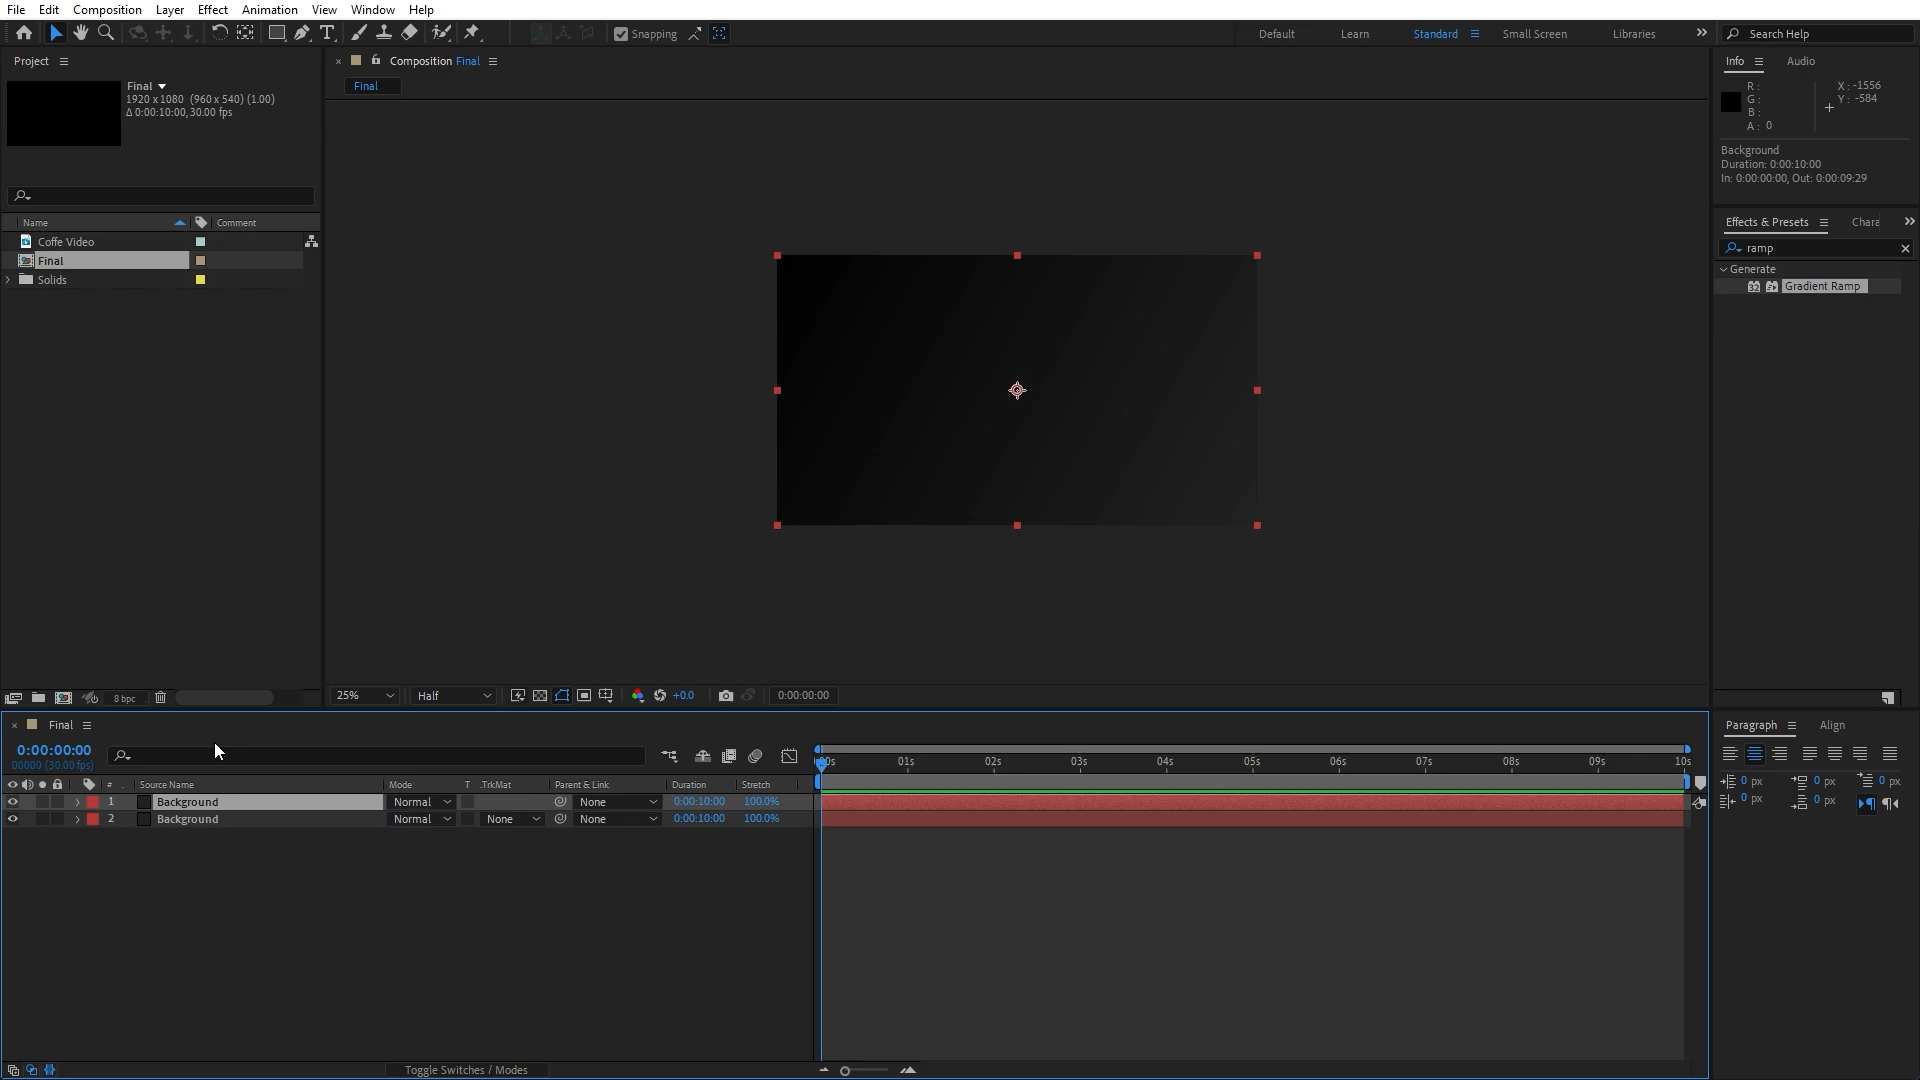 File Edit Composition Layer Effect Animation View Window Help
Snapping Default Learn Standard Small Screen Libraries Search Help
Project
Composition Final
Info Audio
Final
1920 x 1080 (960 x 540) (1.00)
Δ 0:00:10:00, 30.00 fps
Final
R :
G :
B :
A : 0
X : -1556
Y : -584
Background
Duration: 0:00:10:00
In: 0:00:00:00, Out: 0:00:09:29
Name Comment
Effects & Presets Chara
Coffe Video
ramp
Final
Generate
Solids
32 Gradient Ramp
8 bpc
25% Half +0.0 0:00:00:00
Final
Paragraph Align
0:00:00:00
00000 (30.00 fps)
01s 02s 03s 04s 05s 06s 07s 08s 09s 10s
# Source Name Mode T .TrkMat Parent & Link Duration Stretch
1 Background Normal None 0:00:10:00 100.0%
2 Background Normal None None 0:00:10:00 100.0%
0 px 0 px 0 px
0 px 0 px
Toggle Switches / Modes